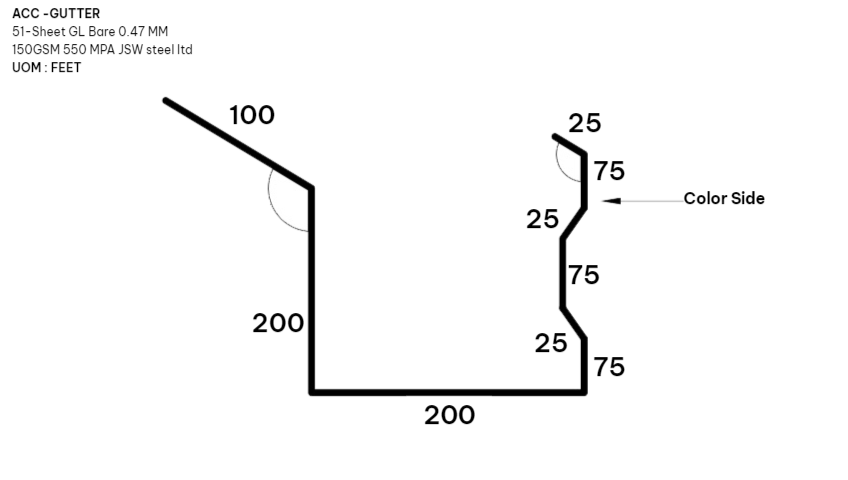 ACC -GUTTER
51-Sheet GL Bare 0.47 MM
150GSM 550 MPA JSW steel ltd
UOM : FEET
100
25
75
Color Side
25
75
200
25
75
200